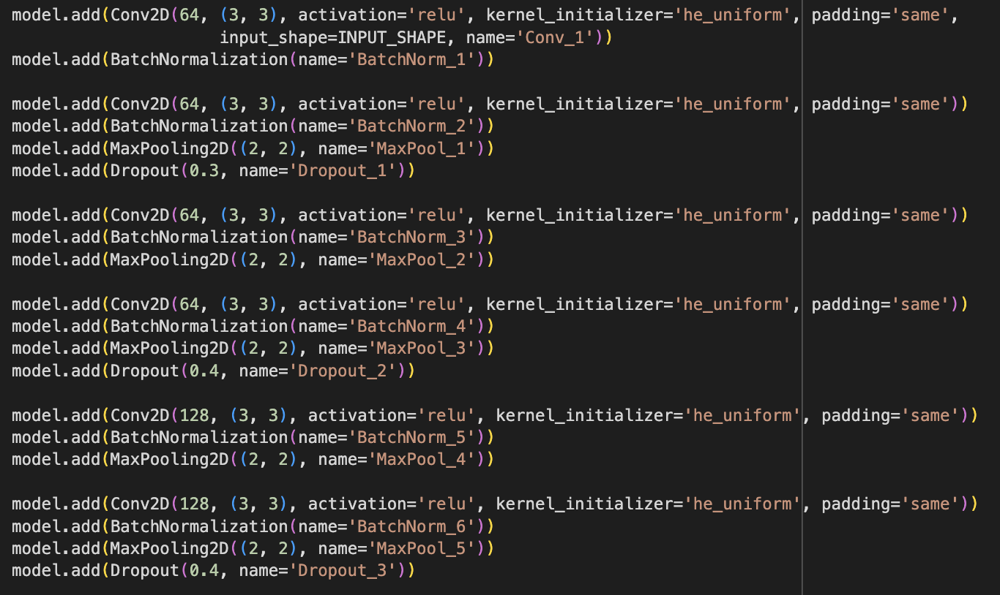 model.add(Conv2D(64, (3, 3), activation='relu', kernel_initializer='he_uniform', padding='same',
input_shape=INPUT_SHAPE, name='Conv_1'))
model.add(BatchNormalization(name='BatchNorm_1'))
model.add(Conv2D(64, (3, 3), activation='relu', kernel_initializer='he_uniform', padding='same'))
model.add(BatchNormalization(name='BatchNorm_2'))
model.add(MaxPooling2D((2, 2), name='MaxPool_1'))
model.add(Dropout(0.3, name='Dropout_1'))
model.add(Conv2D(64, (3, 3), activation='relu', kernel_initializer='he_uniform', padding='same'))
model.add(BatchNormalization(name='BatchNorm_3'))
model.add(MaxPooling2D((2, 2), name='MaxPool_2'))
model.add(Conv2D(64, (3, 3), activation='relu', kernel_initializer='he_uniform', padding='same'))
model.add(BatchNormalization(name='BatchNorm_4'))
model.add(MaxPooling2D((2, 2), name='MaxPool_3'))
model.add(Dropout(0.4, name='Dropout_2'))
model.add(Conv2D(128, (3, 3), activation='relu', kernel_initializer='he_uniform', padding='same'))
model.add(BatchNormalization(name='BatchNorm_5'))
model.add(MaxPooling2D((2, 2), name='MaxPool_4'))
model.add(Conv2D(128, (3, 3), activation='relu', kernel_initializer='he_uniform', padding='same'))
model.add(BatchNormalization(name='BatchNorm_6'))
model.add(MaxPooling2D((2, 2), name='MaxPool_5'))
model.add(Dropout(0.4, name='Dropout_3'))